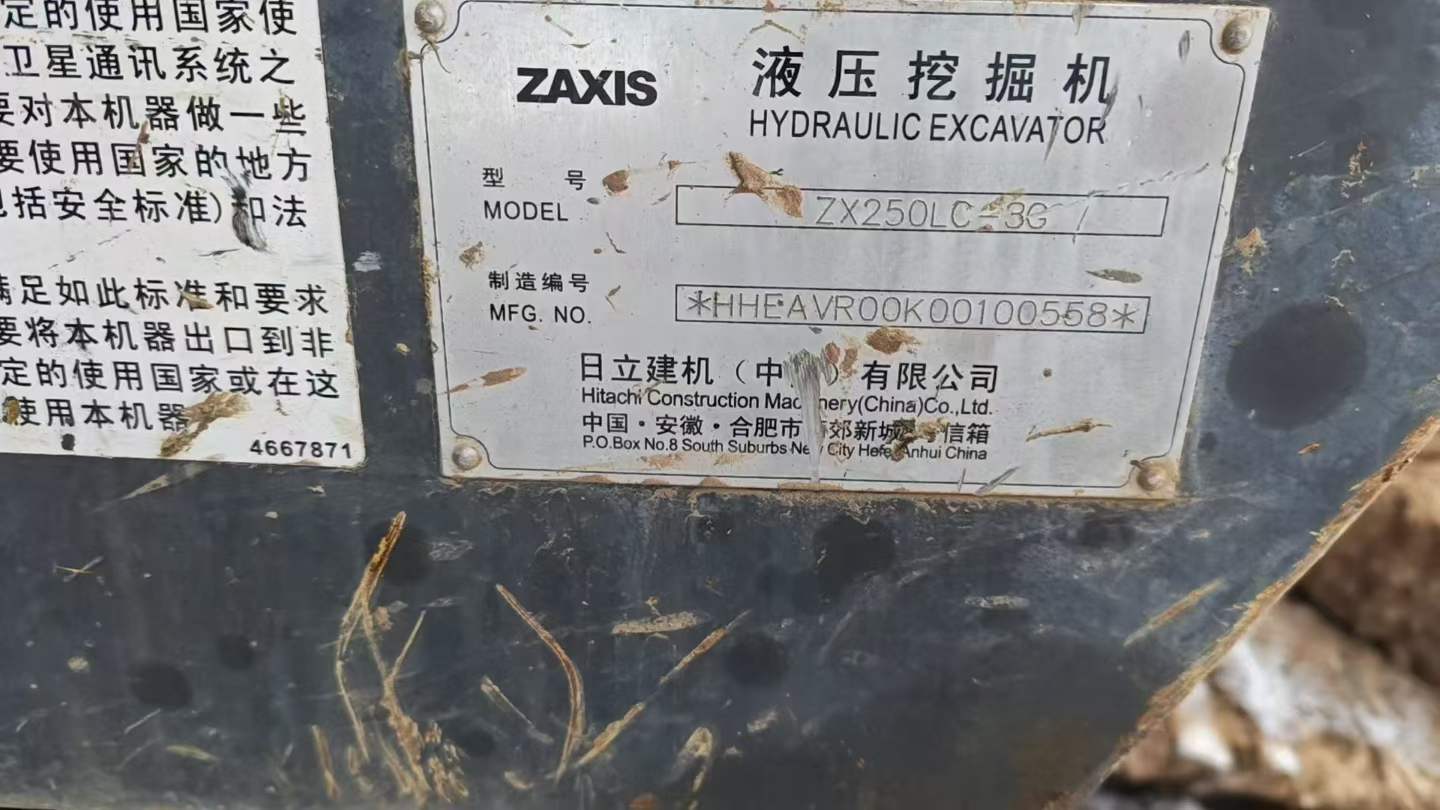 定的使用国家使
卫星通讯系统之
要对本机器做一些
要使用国家的地方
包括安全标准)和法
满足如此标准和要求
要将本机器出口到非
定的使用国家或在这
使用本机器
4667871
ZAXIS
液压挖掘机
HYDRAULIC EXCAVATOR
型 号
MODEL
ZX250LC-3G
制造编号
MFG. NO.
*HHEAVR00K00100558*
日立建机(中 )有限公司
Hitachi Construction Machinery(China)Co.,Ltd.
中国·安徽·合肥市 郊新城 信箱
P.O.Box No.8 South Suburbs New City Hefei Anhui China